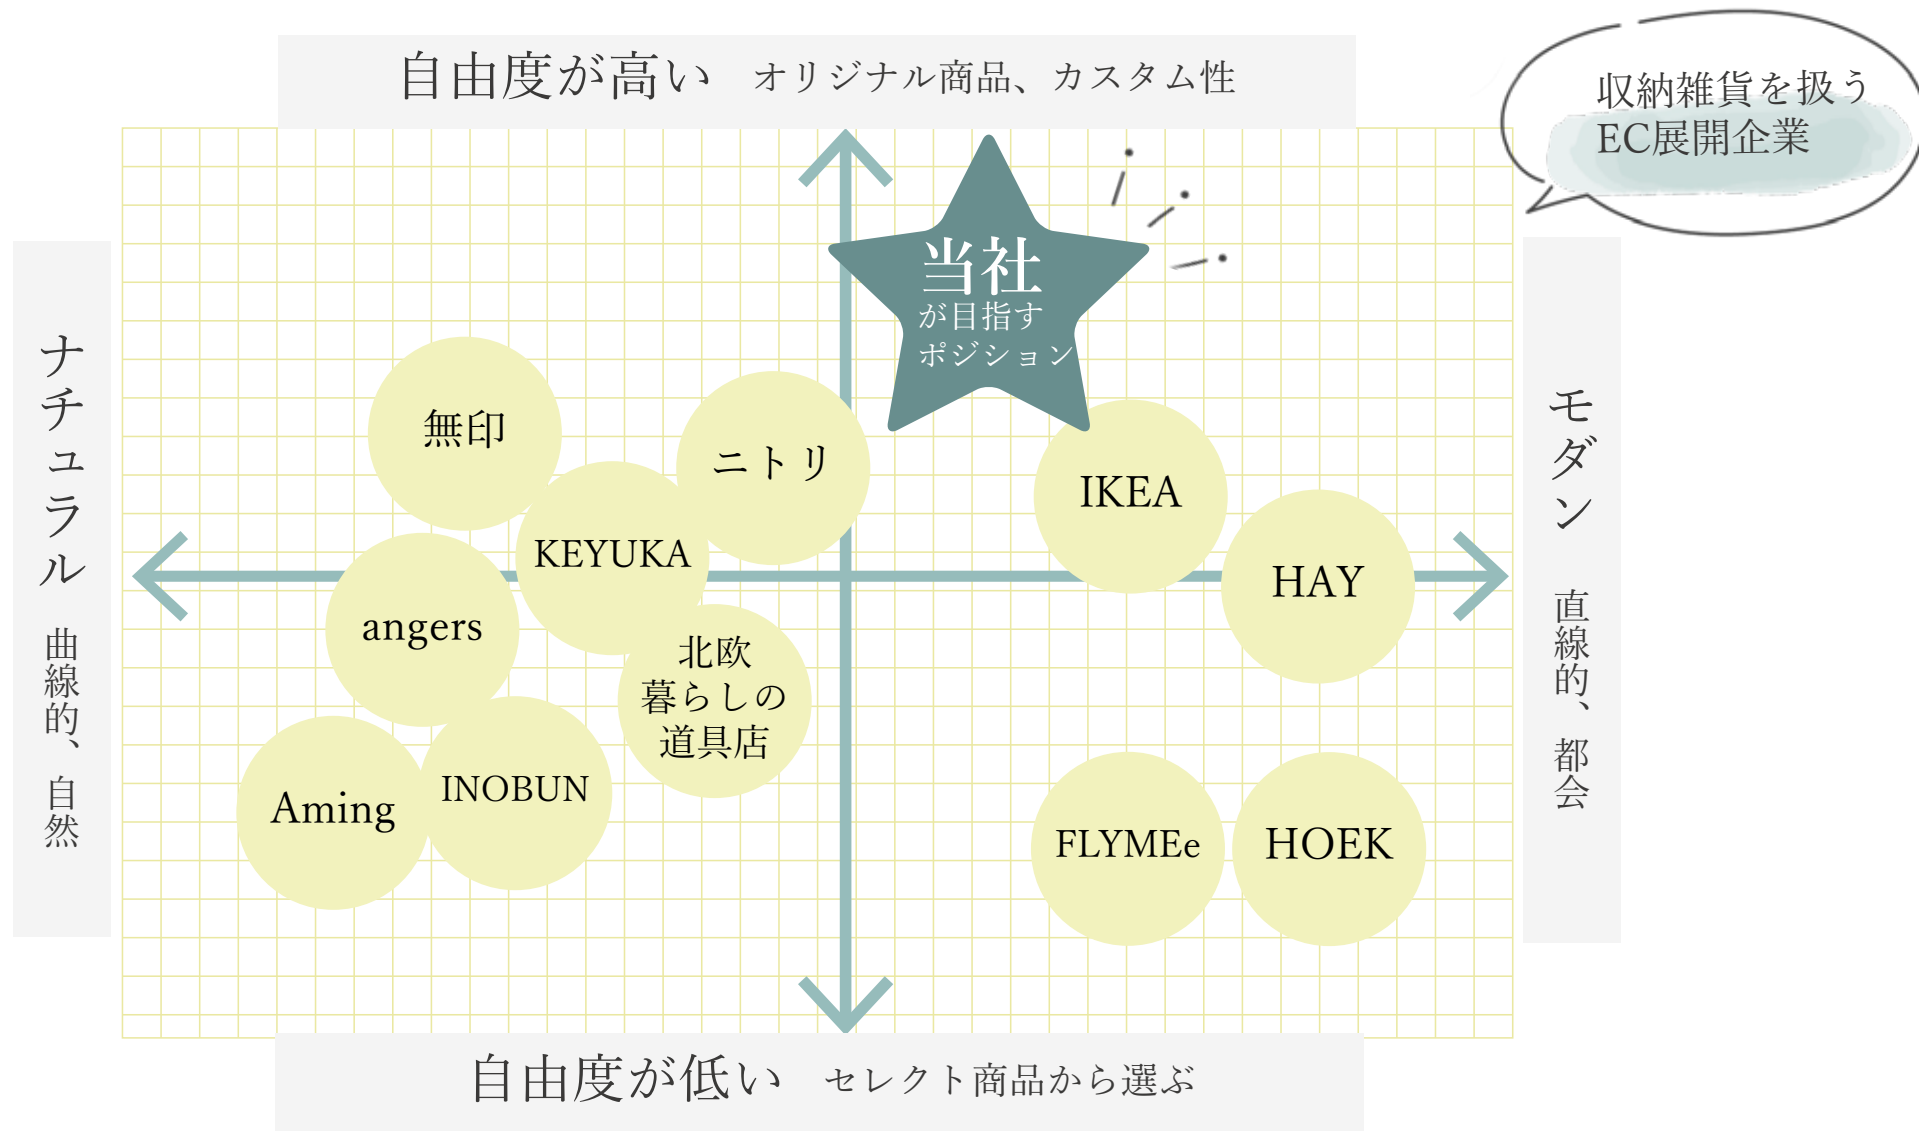 自由度が高い オリジナル商品、カスタム性
収納雑貨を扱う
EC展開企業
当社
が目指す
ポジション
ナチュラル 曲線的、自然
モダン 直線的、都会
無印
ニトリ
IKEA
KEYUKA
HAY
angers
北欧
暮らしの
道具店
Aming
INOBUN
FLYMEe
HOEK
自由度が低い セレクト商品から選ぶ